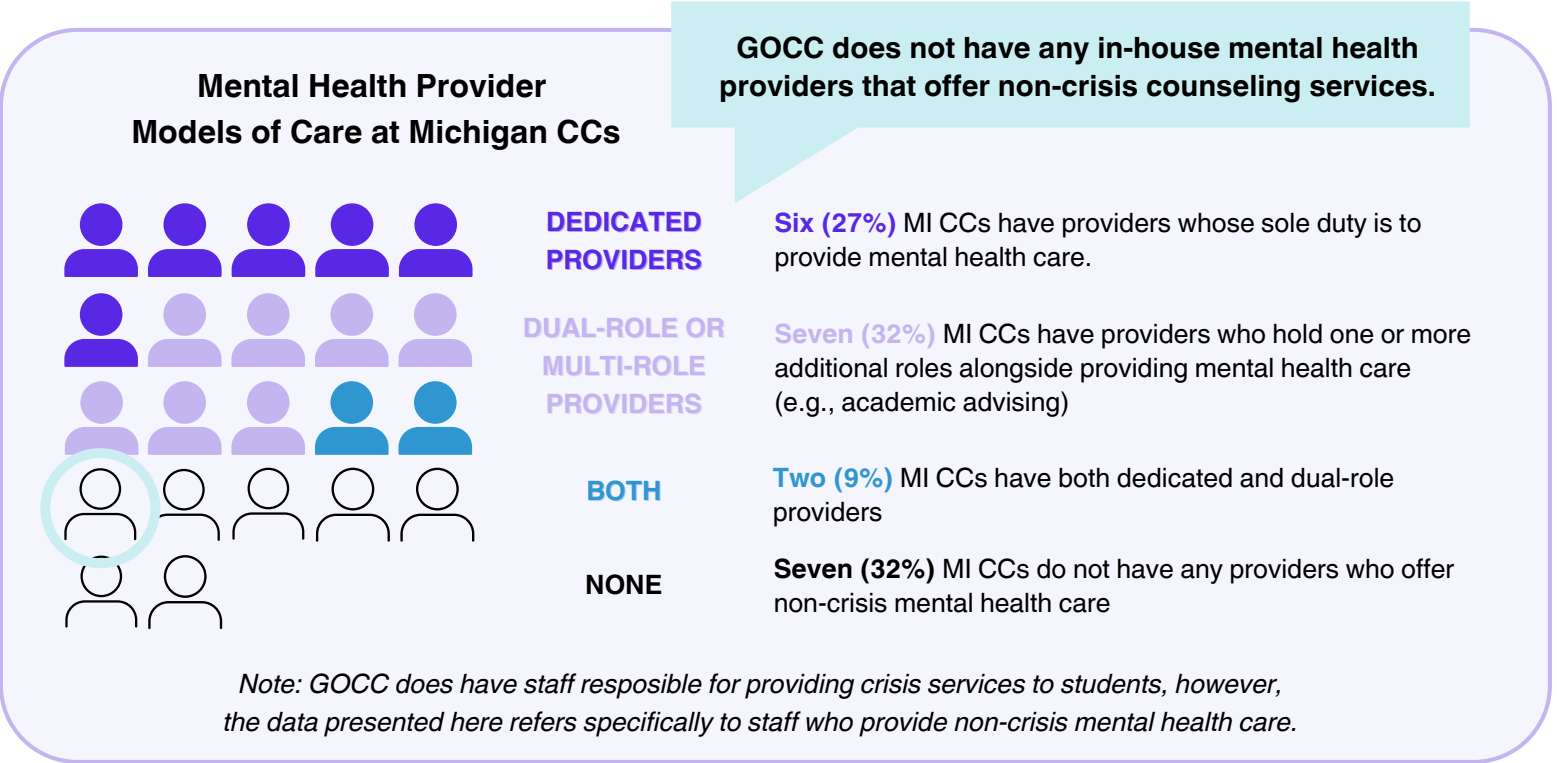 GOCC does not have any in-house mental health
providers that offer non-crisis counseling services.
Mental Health Provider
Models of Care at Michigan CCs
DEDICATED
PROVIDERS
Six (27%) MI CCs have providers whose sole duty is to
provide mental health care.
DUAL-ROLE OR
MULTI-ROLE
PROVIDERS
Seven (32%) MI CCs have providers who hold one or more
additional roles alongside providing mental health care
(e.g., academic advising)
BOTH
Two (9%) MI CCs have both dedicated and dual-role
providers
NONE
Seven (32%) MI CCs do not have any providers who offer
non-crisis mental health care
Note: GOCC does have staff resposible for providing crisis services to students, however,
the data presented here refers specifically to staff who provide non-crisis mental health care.